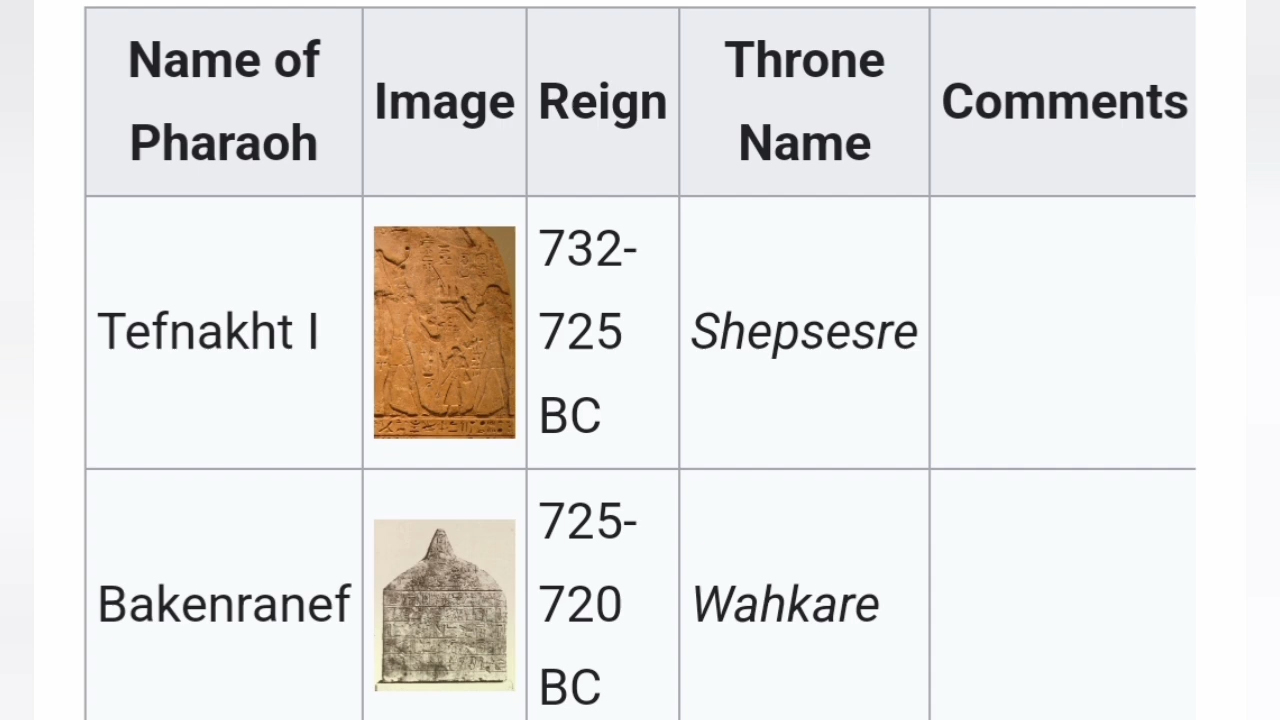 Name of Pharaoh Image Reign Throne Name Comments
Tefnakht I 732-725 BC Shepsesre
Bakenranef 725-720 BC Wahkare